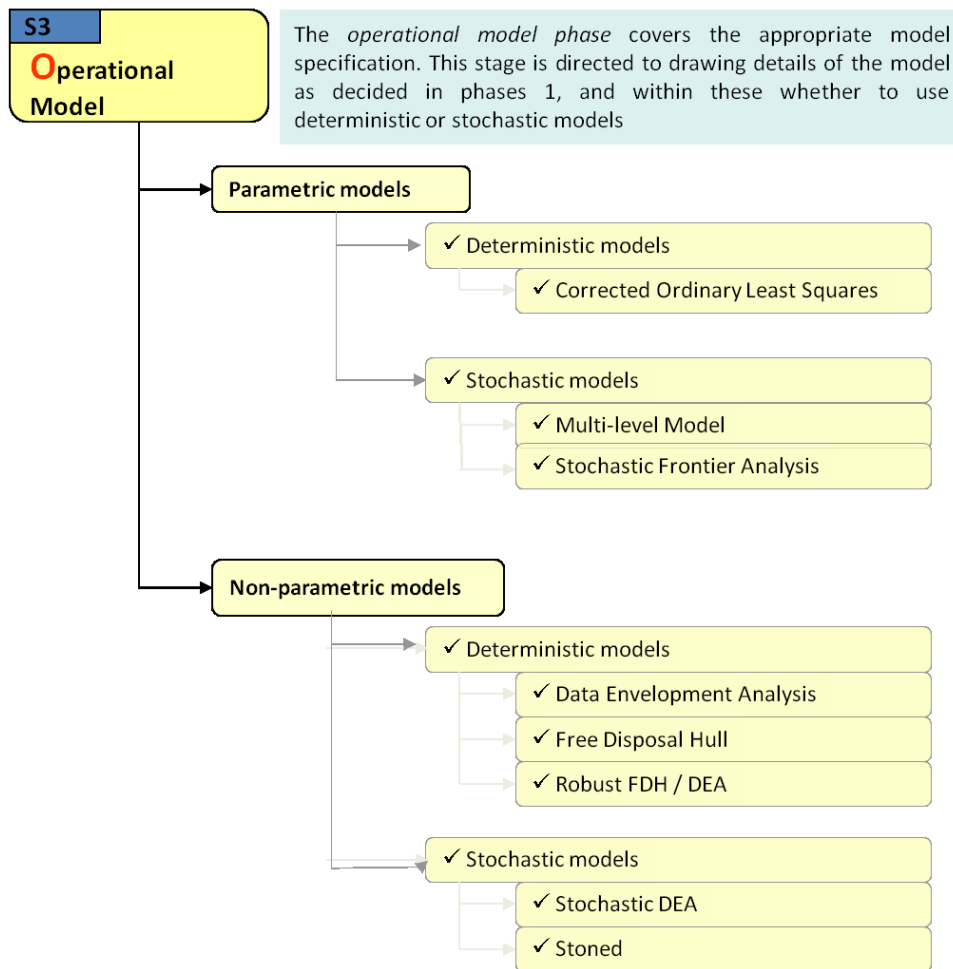 S3
Operational
Model
The operational model phase covers the appropriate model
specification. This stage is directed to drawing details of the model
as decided in phases 1, and within these whether to use
deterministic or stochastic models
Parametric models
✓ Deterministic models
✓ Corrected Ordinary Least Squares
✓ Stochastic models
✓ Multi-level Model
✓ Stochastic Frontier Analysis
Non-parametric models
✓ Deterministic models
✓ Data Envelopment Analysis
✓ Free Disposal Hull
✓ Robust FDH / DEA
✓ Stochastic models
✓ Stochastic DEA
✓ Stoned